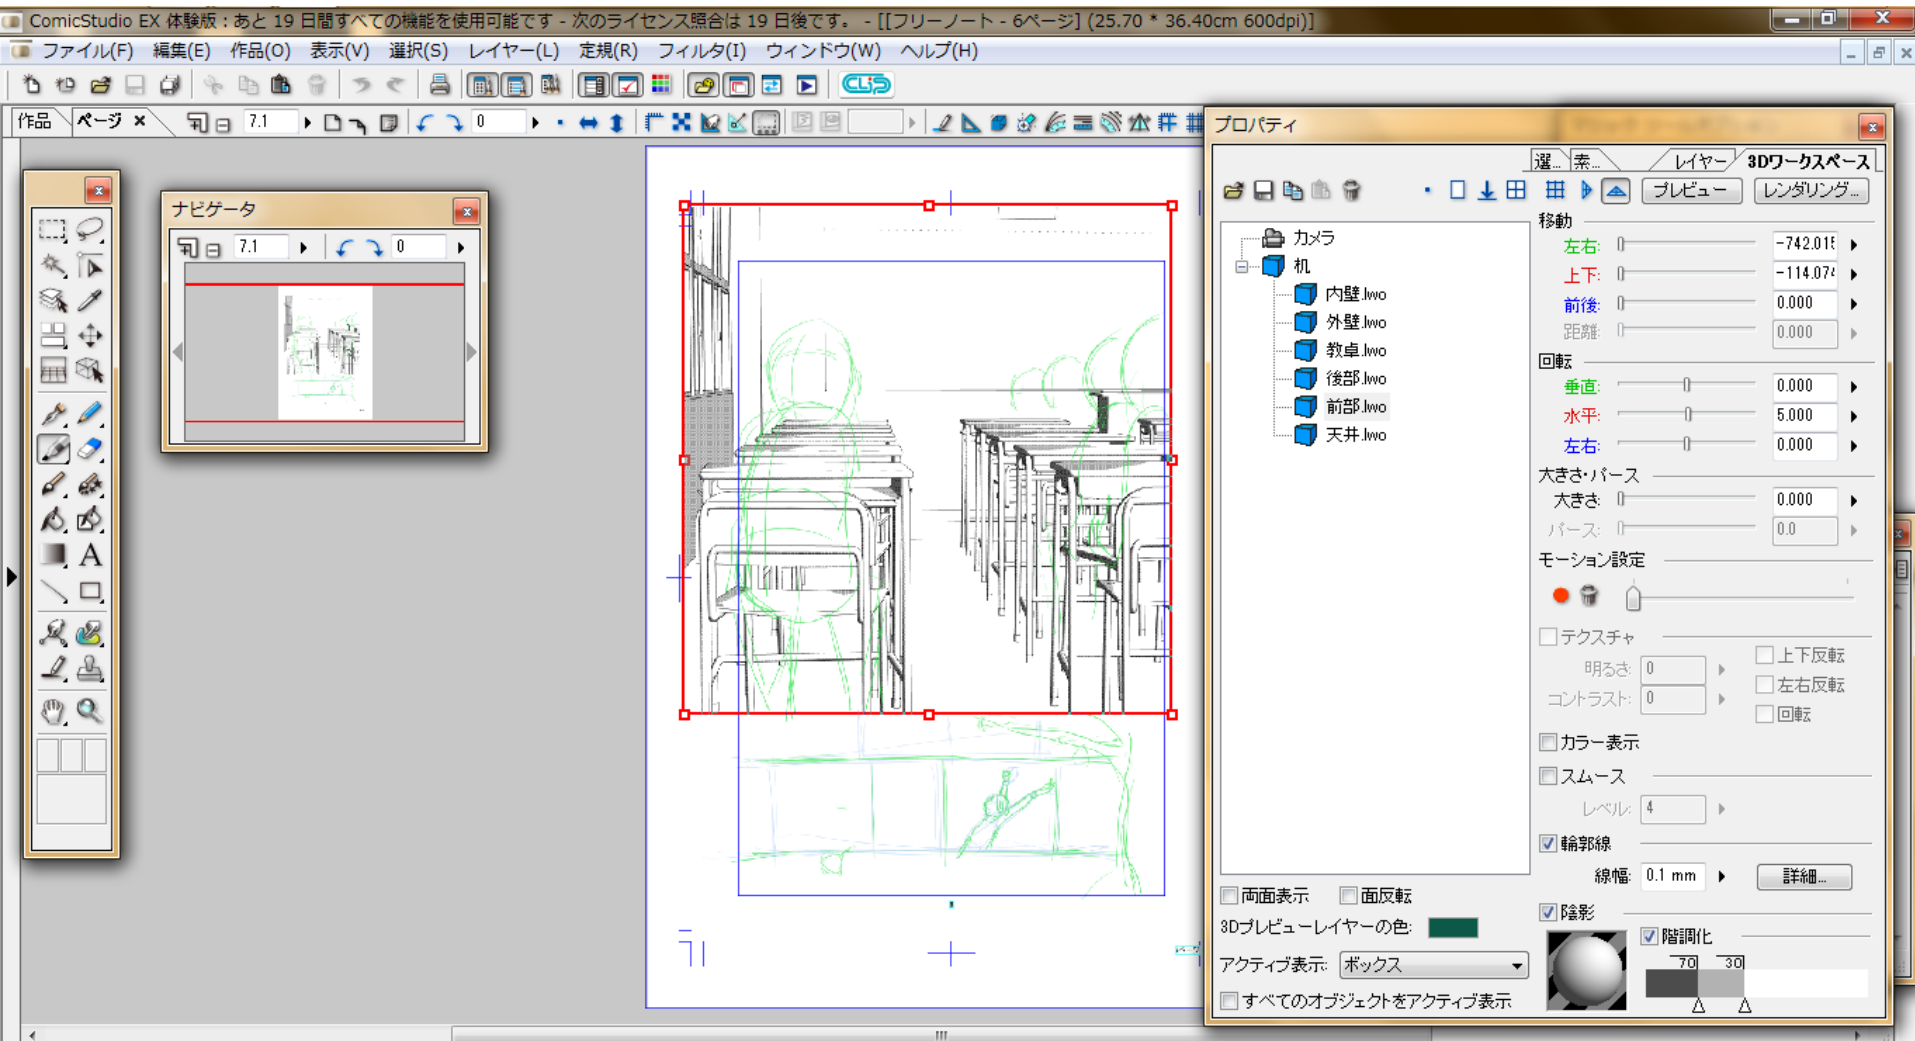 ComicStudio EX 体験版：あと 19 日間すべての機能を使用可能です - 次のライセンス照合は 19 日後です。 - [[フリーノート - 6ページ] (25.70 * 36.40cm 600dpi)]
ファイル(F) 編集(E) 作品(O) 表示(V) 選択(S) レイヤー(L) 定規(R) フィルタ(I) ウィンドウ(W) ヘルプ(H)
CLIP
作品 ページ × 7.1 0
プロパティ
選... 素... レイヤー 3Dワークスペース
プレビュー レンダリング...
ナビゲータ
7.1 0
カメラ
机
内壁.lwo
外壁.lwo
教卓.lwo
後部.lwo
前部.lwo
天井.lwo
移動
左右: -742.01
上下: -114.07
前後: 0.000
距離: 0.000
回転
垂直: 0.000
水平: 5.000
左右: 0.000
大きさ・パース
大きさ: 0.000
パース: 0.0
モーション設定
テクスチャ
明るさ: 0
コントラスト: 0
上下反転
左右反転
回転
カラー表示
スムース
レベル: 4
輪郭線
線幅: 0.1 mm 詳細...
陰影
階調化
70 30
両面表示 面反転
3Dプレビューレイヤーの色:
アクティブ表示: ボックス
すべてのオブジェクトをアクティブ表示
A